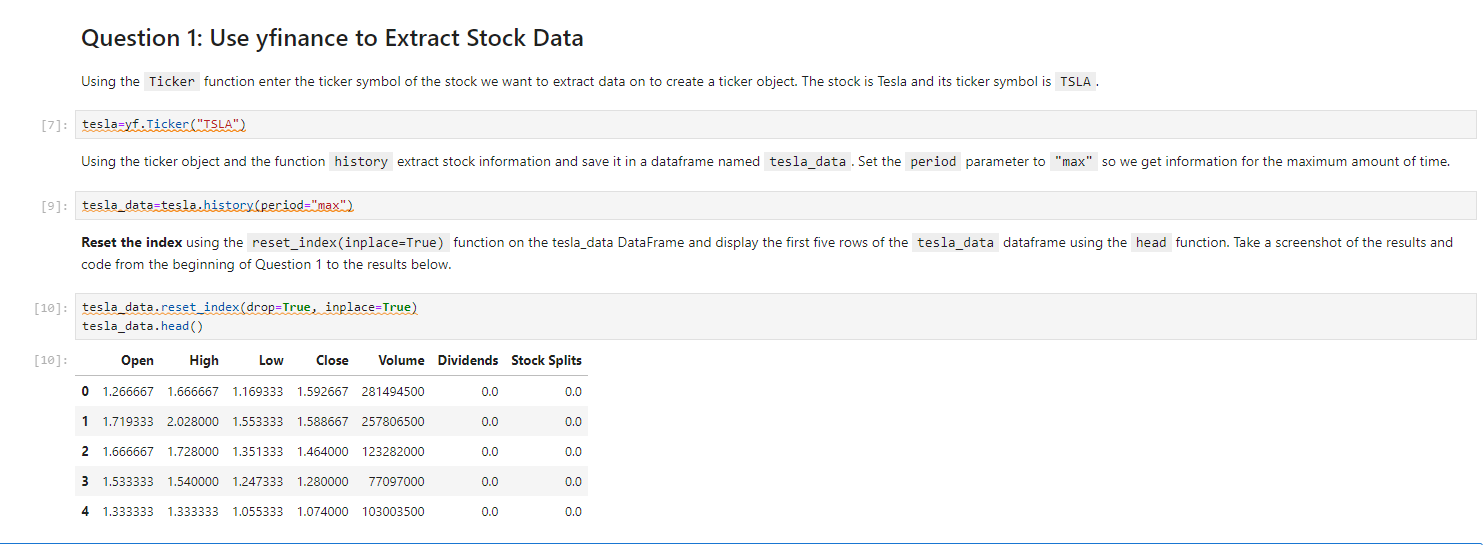 Question 1: Use yfinance to Extract Stock Data
Using the Ticker function enter the ticker symbol of the stock we want to extract data on to create a ticker object. The stock is Tesla and its ticker symbol is TSLA .
[7]: tesla=yf.Ticker("TSLA")
Using the ticker object and the function history extract stock information and save it in a dataframe named tesla_data . Set the period parameter to "max" so we get information for the maximum amount of time.
[9]: tesla_data=tesla.history(period="max")
Reset the index using the reset_index(inplace=True) function on the tesla_data DataFrame and display the first five rows of the tesla_data dataframe using the head function. Take a screenshot of the results and
code from the beginning of Question 1 to the results below.
[10]: tesla_data.reset_index(drop=True, inplace=True)
tesla_data.head()
[10]: Open High Low Close Volume Dividends Stock Splits
0 1.266667 1.666667 1.169333 1.592667 281494500 0.0 0.0
1 1.719333 2.028000 1.553333 1.588667 257806500 0.0 0.0
2 1.666667 1.728000 1.351333 1.464000 123282000 0.0 0.0
3 1.533333 1.540000 1.247333 1.280000 77097000 0.0 0.0
4 1.333333 1.333333 1.055333 1.074000 103003500 0.0 0.0